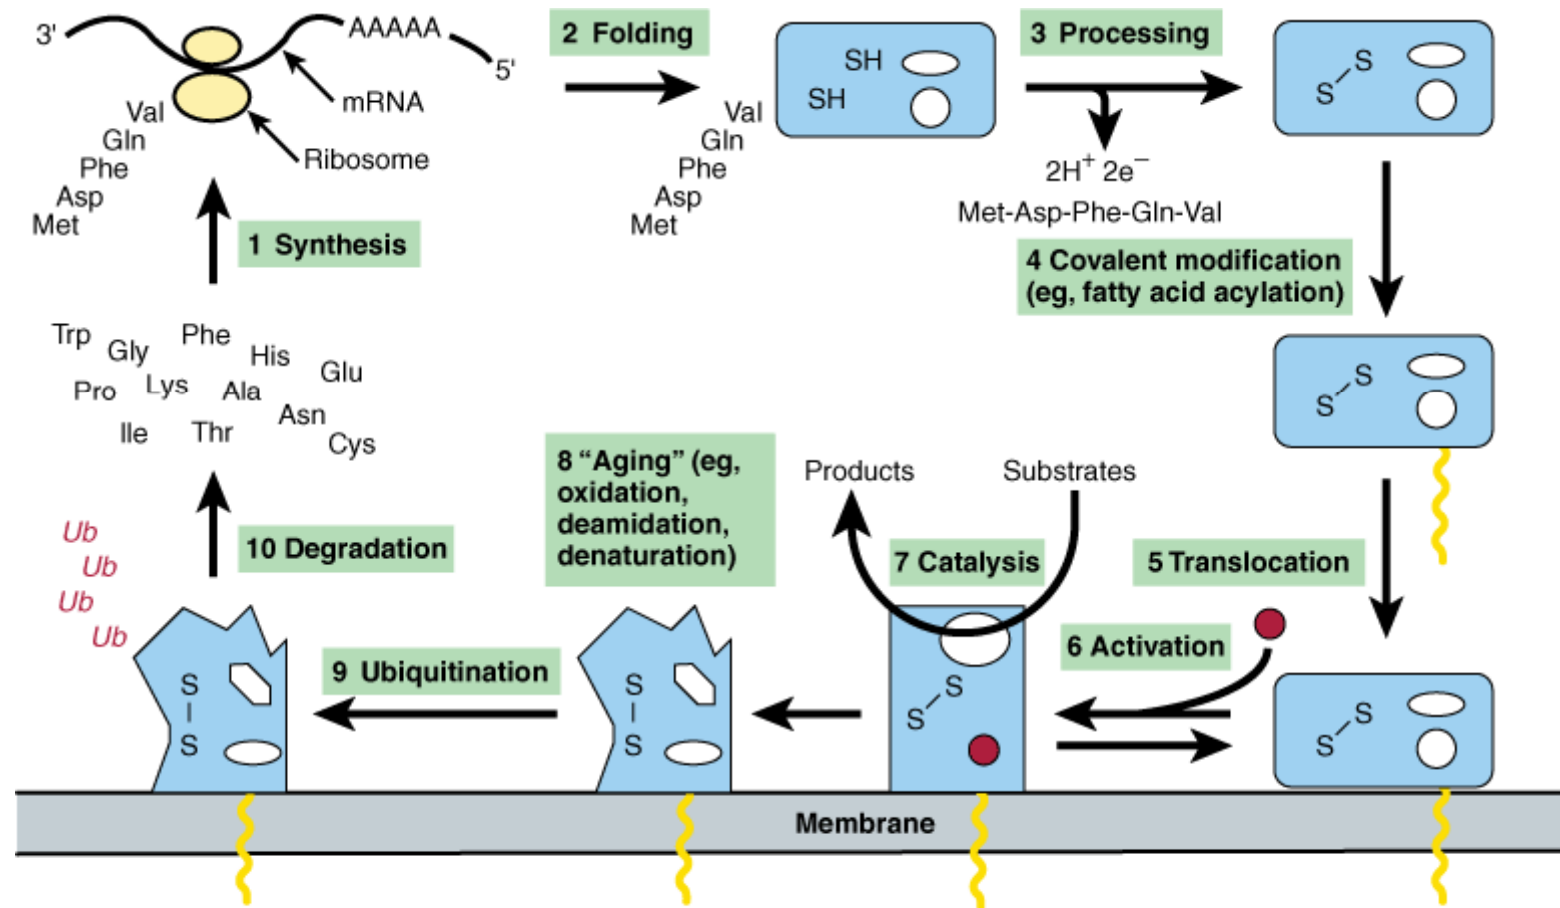 3'
AAAAA
5'
mRNA
Ribosome
Val
Gln
Phe
Asp
Met
1 Synthesis
2 Folding
Val
Gln
Phe
Asp
Met
SH
SH
3 Processing
2H+ 2e−
Met-Asp-Phe-Gln-Val
S
S
4 Covalent modification
(eg, fatty acid acylation)
S
S
5 Translocation
S
S
6 Activation
7 Catalysis
Products
Substrates
S
S
8 “Aging” (eg,
oxidation,
deamidation,
denaturation)
S
S
9 Ubiquitination
S
S
Ub
Ub
Ub
Ub
10 Degradation
Trp
Gly
Phe
His
Glu
Pro
Lys
Ala
Asn
Ile
Thr
Cys
Membrane